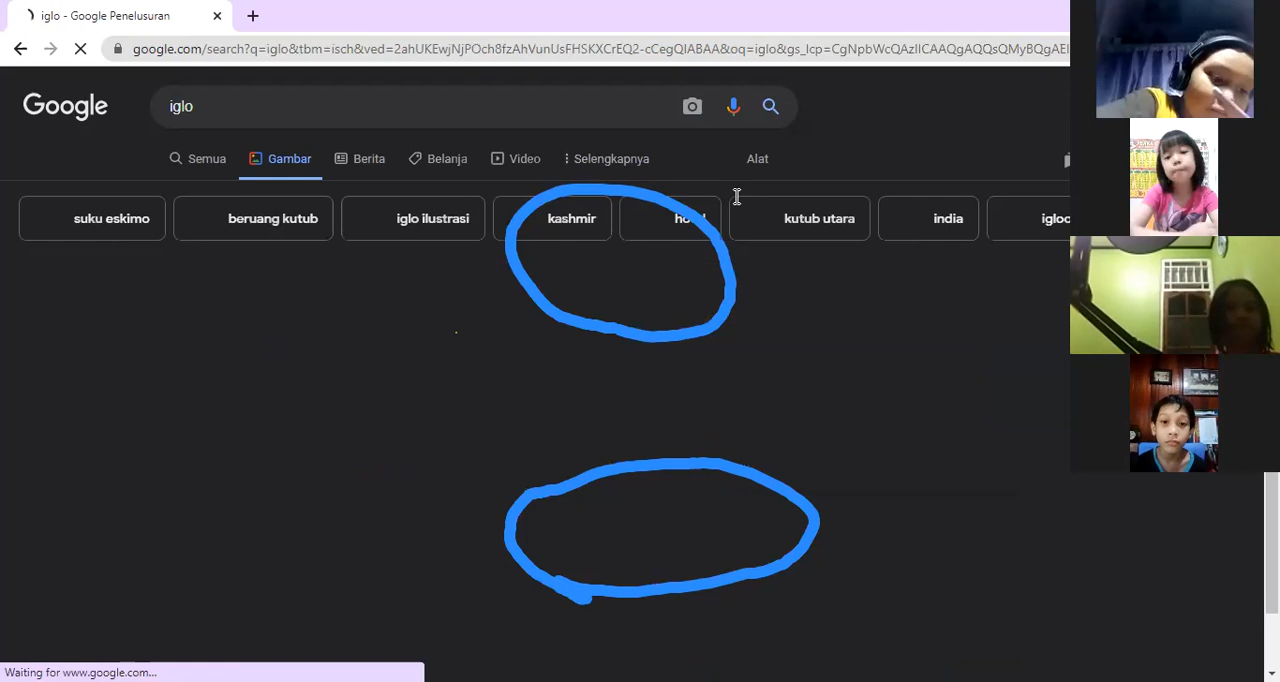 iglo - Google Penelusuran
google.com/search?q=iglo&tbm=isch&ved=2ahUKEwjNjPOch8fzAhVunUsFHSKXCrEQ2-cCegQIABAA&oq=iglo&gs_lcp=CgNpbWcQAzIICAAQgAQQsQMyBQgAE
Google
iglo
Semua Gambar Berita Belanja Video Selengkapnya Alat
suku eskimo beruang kutub iglo ilustrasi kashmir kutub utara india igloo
Waiting for www.google.com...